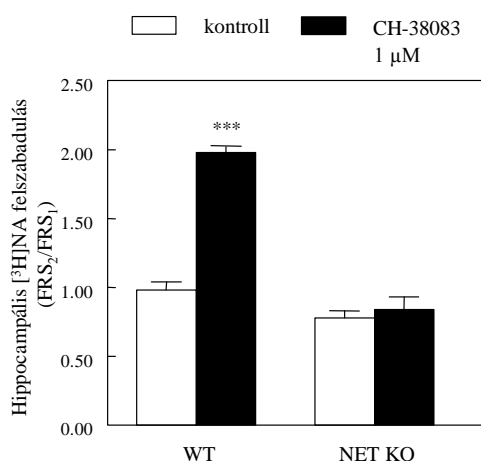 kontroll
CH-38083
1 µM
Hippocampális [³H]NA felszabadulás
(FRS₂/FRS₁)
2.50
2.00
1.50
1.00
0.50
0.00
***
WT
NET KO